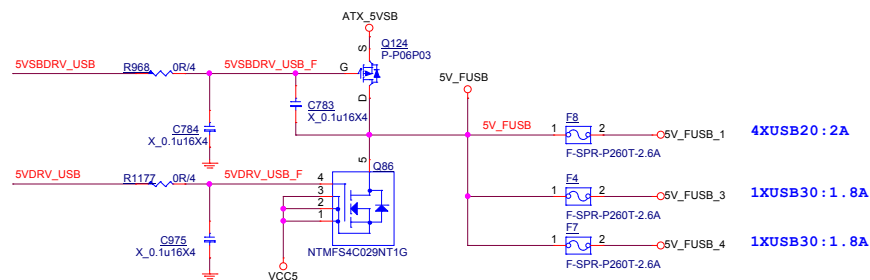 ATX_5VSB
Q124
P-P06P03
S
G
D
5VSBDRV_USB
R968
0R/4
5VSBDRV_USB_F
C783
X_0.1u16X4
C784
X_0.1u16X4
5V_FUSB
5V_FUSB
F8
1
2
5V_FUSB_1
F-SPR-P260T-2.6A
4XUSB20:2A
5
Q86
5VDRV_USB
R1177
0R/4
5VDRV_USB_F
4
3
2
1
C975
X_0.1u16X4
VCC5
NTMFS4C029NT1G
F4
1
2
5V_FUSB_3
F-SPR-P260T-2.6A
1XUSB30:1.8A
F7
1
2
5V_FUSB_4
F-SPR-P260T-2.6A
1XUSB30:1.8A